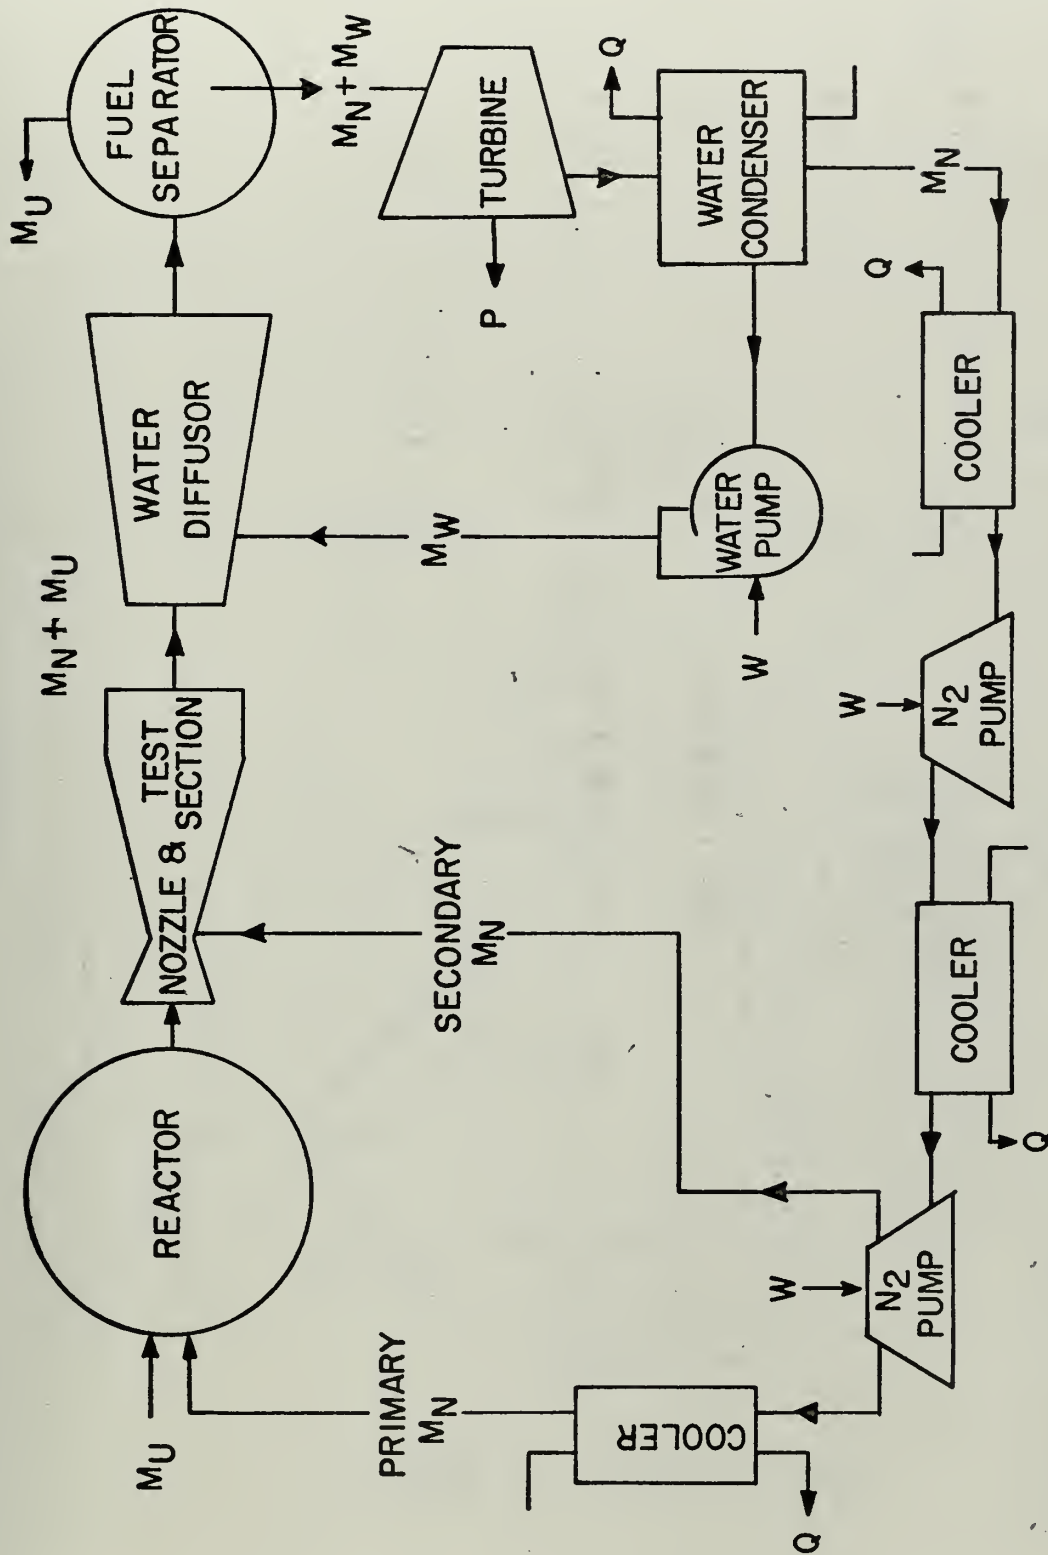 MU
REACTOR
NOZZLE &
TEST
SECTION
MN + MU
WATER
DIFFUSOR
MU
FUEL
SEPARATOR
MN + MW
TURBINE
P
Q
WATER
CONDENSER
MN
WATER
PUMP
W
MW
SECONDARY
MN
PRIMARY
MN
COOLER
Q
W
N2
PUMP
COOLER
Q
W
N2
PUMP
COOLER
Q